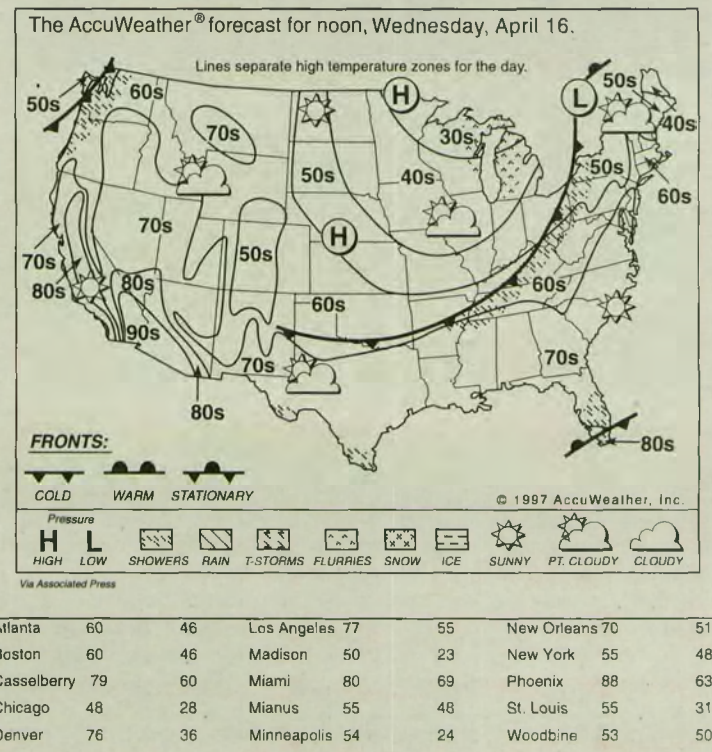 The AccuWeather® forecast for noon, Wednesday, April 16.
Lines separate high temperature zones for the day.
50s
60s
70s
H
L
50s
40s
30s
50s
40s
50s
60s
70s
50s
H
70s
80s
80s
60s
60s
90s
70s
70s
80s
80s
FRONTS:
COLD WARM STATIONARY
© 1997 AccuWeather, Inc.
Pressure
H L
HIGH LOW SHOWERS RAIN T-STORMS FLURRIES SNOW ICE SUNNY PT. CLOUDY CLOUDY
Via Associated Press
Atlanta 60 46 Los Angeles 77 55 New Orleans 70 51
Boston 60 46 Madison 50 23 New York 55 48
Casselberry 79 60 Miami 80 69 Phoenix 88 63
Chicago 48 28 Mianus 55 48 St. Louis 55 31
Denver 76 36 Minneapolis 54 24 Woodbine 53 50